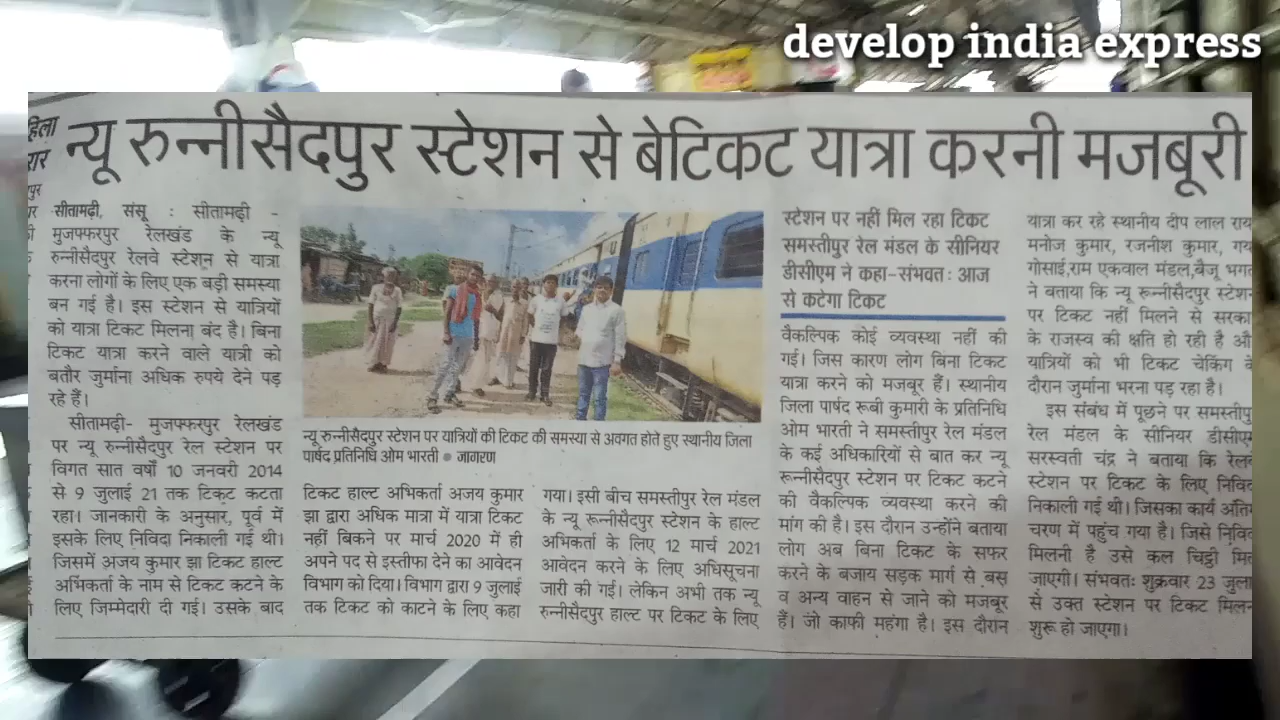 develop india express
हिला
रार
न्यू रुन्नीसैदपुर स्टेशन से बेटिकट यात्रा करनी मजबूरी
सीतामढ़ी, संसू : सीतामढ़ी -
मुजफ्फरपुर रेलखंड के न्यू
रुन्नीसैदपुर रेलवे स्टेशन से यात्रा
करना लोगों के लिए एक बड़ी समस्या
बन गई है। इस स्टेशन से यात्रियों
को यात्रा टिकट मिलना बंद है। बिना
टिकट यात्रा करने वाले यात्री को
बतौर जुर्माना अधिक रुपये देने पड़
रहे हैं।
सीतामढ़ी- मुजफ्फरपुर रेलखंड
पर न्यू रुन्नीसैदपुर रेल स्टेशन पर
विगत सात वर्षों 10 जनवरी 2014
से 9 जुलाई 21 तक टिकट कटता
रहा। जानकारी के अनुसार, पूर्व में
इसके लिए निविदा निकाली गई थी।
जिसमें अजय कुमार झा टिकट हाल्ट
अभिकर्ता के नाम से टिकट कटने के
लिए जिम्मेदारी दी गई। उसके बाद
न्यू रुन्नीसैदपुर स्टेशन पर यात्रियों की टिकट की समस्या से अवगत होते हुए स्थानीय जिला
पार्षद प्रतिनिधि ओम भारती ● जागरण
टिकट हाल्ट अभिकर्ता अजय कुमार
झा द्वारा अधिक मात्रा में यात्रा टिकट
नहीं बिकने पर मार्च 2020 में ही
अपने पद से इस्तीफा देने का आवेदन
विभाग को दिया। विभाग द्वारा 9 जुलाई
तक टिकट को काटने के लिए कहा
गया। इसी बीच समस्तीपुर रेल मंडल
के न्यू रून्नीसैदपुर स्टेशन के हाल्ट
अभिकर्ता के लिए 12 मार्च 2021
आवेदन करने के लिए अधिसूचना
जारी की गई। लेकिन अभी तक न्यू
रुन्नीसैदपुर हाल्ट पर टिकट के लिए
स्टेशन पर नहीं मिल रहा टिकट
समस्तीपुर रेल मंडल के सीनियर
डीसीएम ने कहा-संभवतः आज
से कटेगा टिकट
वैकल्पिक कोई व्यवस्था नहीं की
गई। जिस कारण लोग बिना टिकट
यात्रा करने को मजबूर हैं। स्थानीय
जिला पार्षद रूबी कुमारी के प्रतिनिधि
ओम भारती ने समस्तीपुर रेल मंडल
के कई अधिकारियों से बात कर न्यू
रून्नीसैदपुर स्टेशन पर टिकट कटने
की वैकल्पिक व्यवस्था करने की
मांग की है। इस दौरान उन्होंने बताया
लोग अब बिना टिकट के सफर
करने के बजाय सड़क मार्ग से बस
व अन्य वाहन से जाने को मजबूर
हैं। जो काफी महंगा है। इस दौरान
यात्रा कर रहे स्थानीय दीप लाल राय
मनोज कुमार, रजनीश कुमार, गय
गोसाई,राम एकवाल मंडल,बैजू भगत
ने बताया कि न्यू रून्नीसैदपुर स्टेशन
पर टिकट नहीं मिलने से सरका
के राजस्व की क्षति हो रही है औ
यात्रियों को भी टिकट चेकिंग के
दौरान जुर्माना भरना पड़ रहा है।
इस संबंध में पूछने पर समस्तीपु
रेल मंडल के सीनियर डीसीएम
सरस्वती चंद्र ने बताया कि रेलवे
स्टेशन पर टिकट के लिए निविद
निकाली गई थी। जिसका कार्य अंतिम
चरण में पहुंच गया है। जिसे निविद
मिलनी है उसे कल चिट्ठी मिल
जाएगी। संभवतः शुक्रवार 23 जुला
से उक्त स्टेशन पर टिकट मिलन
शुरू हो जाएगा।